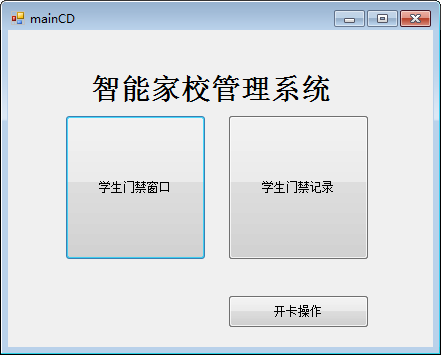 mainCD
智能家校管理系统
学生门禁窗口
学生门禁记录
开卡操作